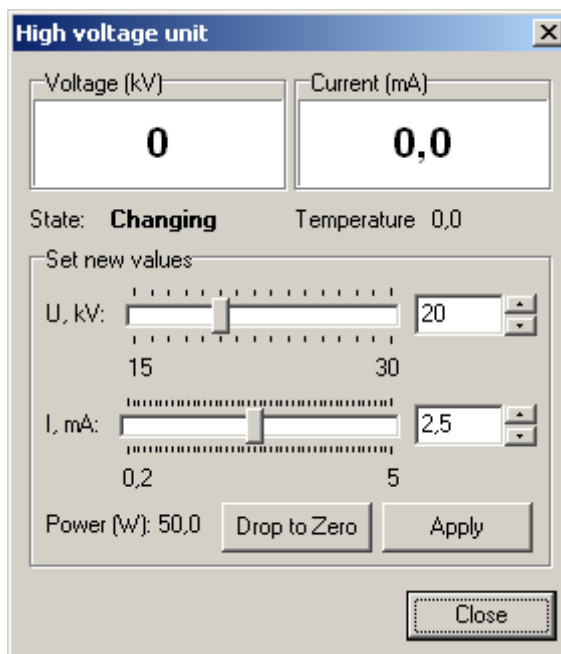 High voltage unit
Voltage (kV) Current (mA)
0 0,0
State: Changing Temperature 0,0
Set new values
U, kV: 20
15 30
I, mA: 2,5
0,2 5
Power (W): 50,0 Drop to Zero Apply
Close